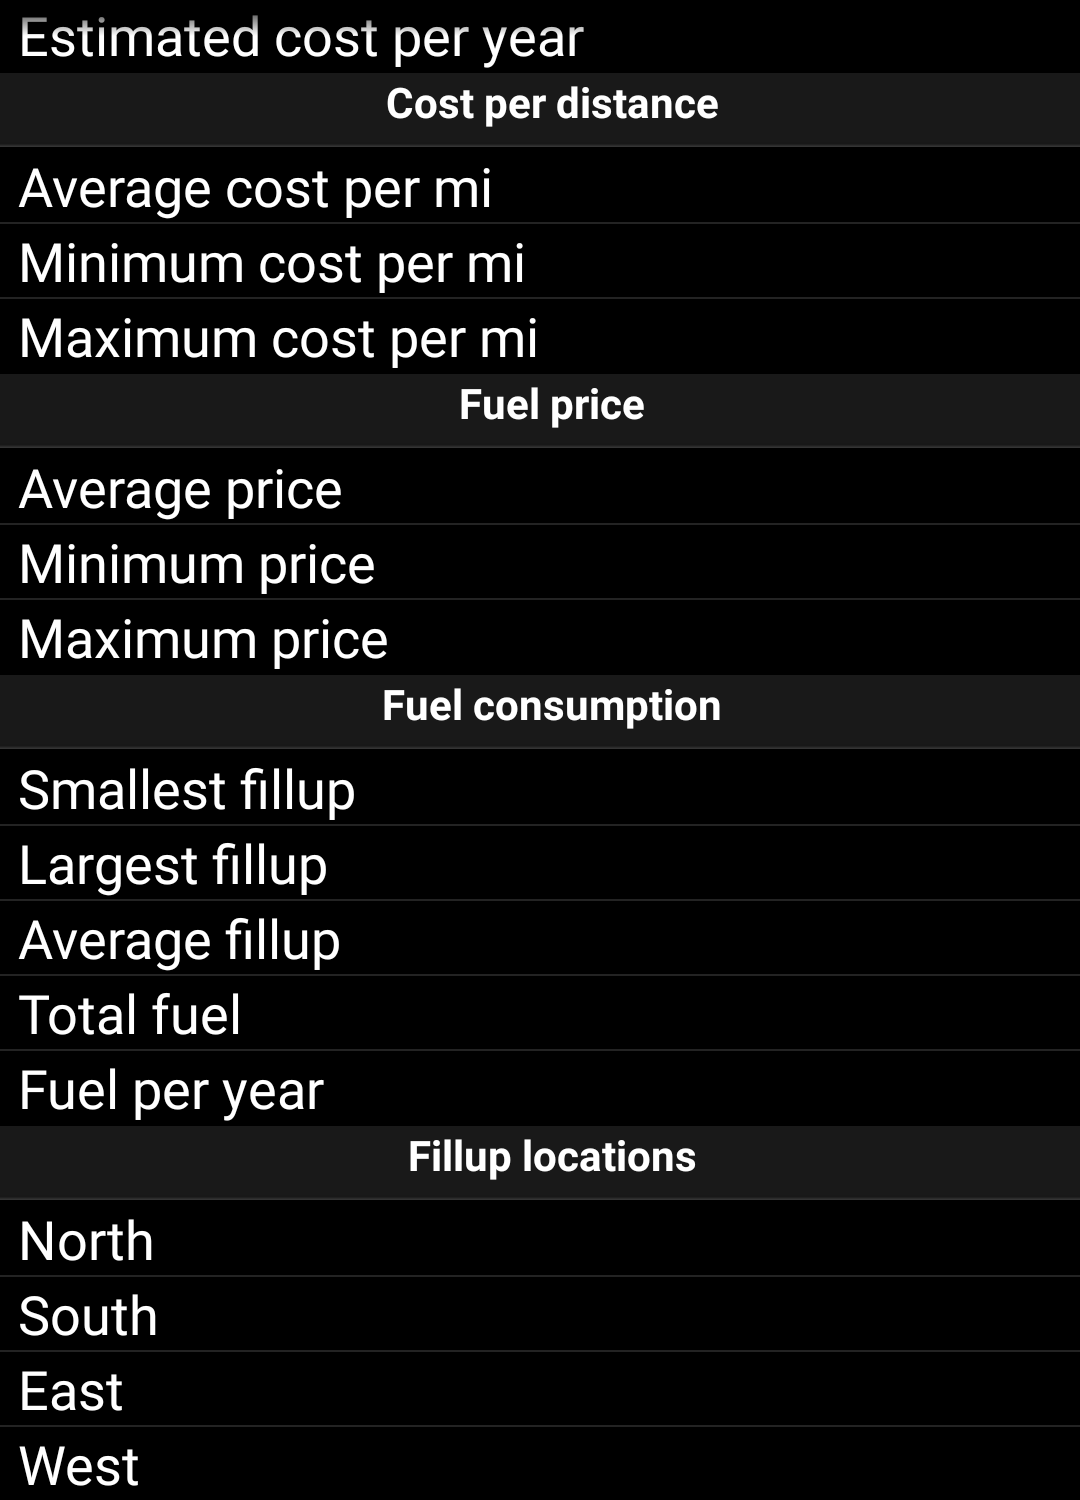 Estimated cost per year
Cost per distance
Average cost per mi
Minimum cost per mi
Maximum cost per mi
Fuel price
Average price
Minimum price
Maximum price
Fuel consumption
Smallest fillup
Largest fillup
Average fillup
Total fuel
Fuel per year
Fillup locations
North
South
East
West